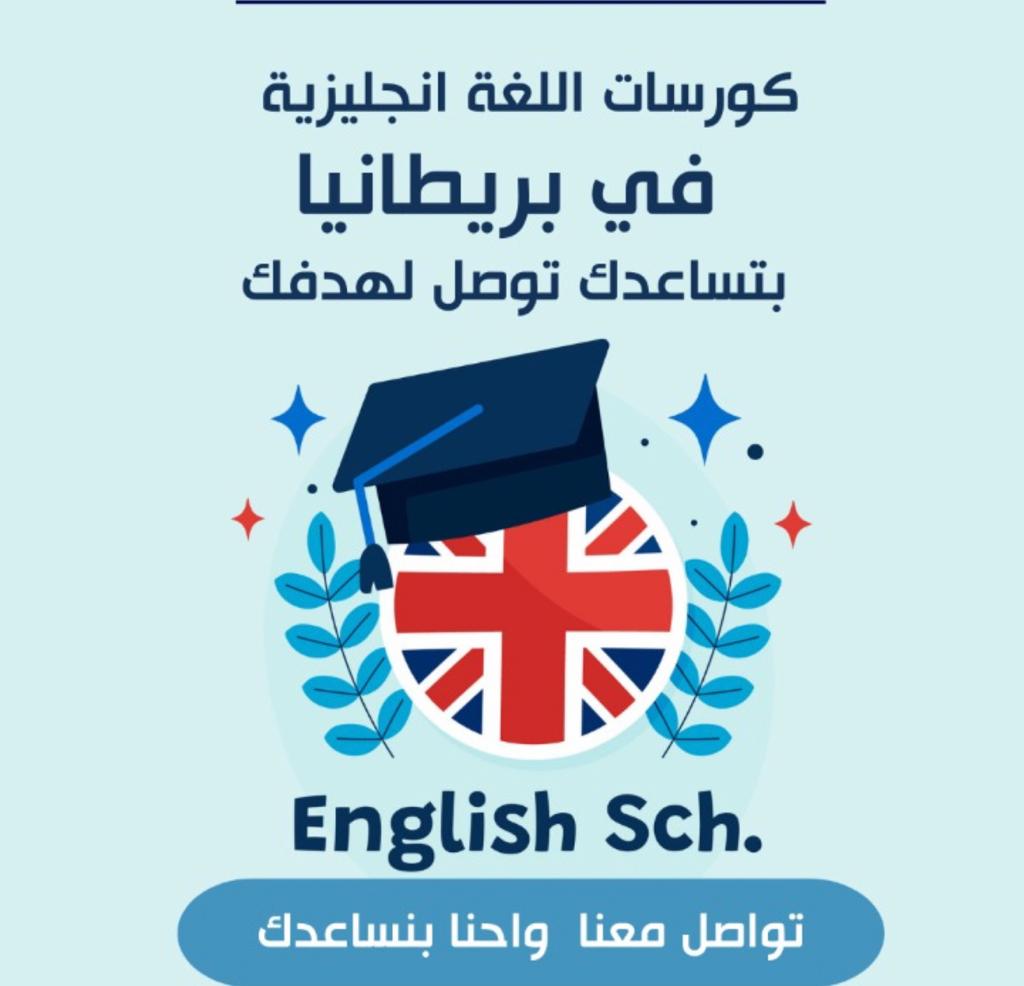 كورسات اللغة انجليزية
في بريطانيا
بتساعدك توصل لهدفك
English Sch.
تواصل معنا واحنا بنساعدك